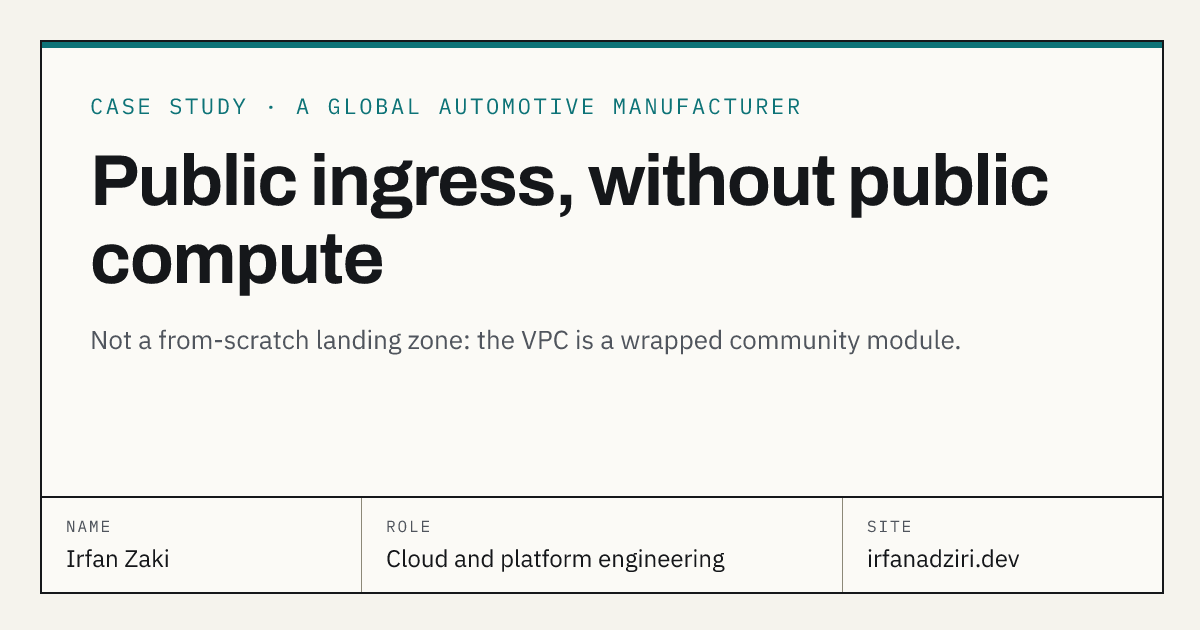 CASE STUDY · A GLOBAL AUTOMOTIVE MANUFACTURER
Public ingress, without public
compute
Not a from-scratch landing zone: the VPC is a wrapped community module.
NAME
Irfan Zaki
ROLE
Cloud and platform engineering
SITE
irfanadziri.dev